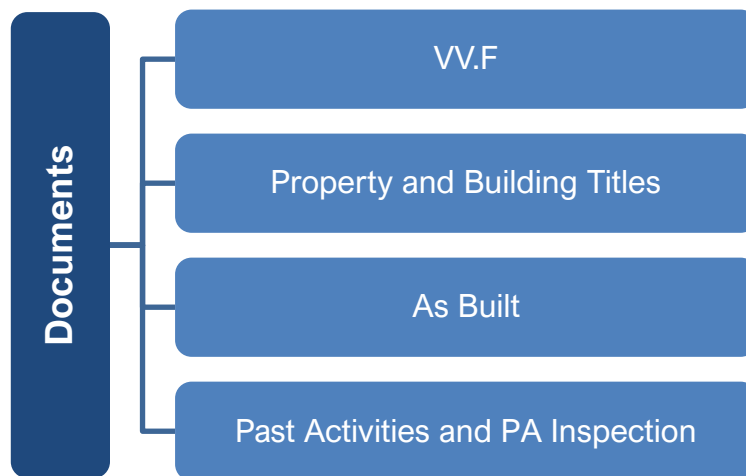 Documents
VV.F
Property and Building Titles
As Built
Past Activities and PA Inspection